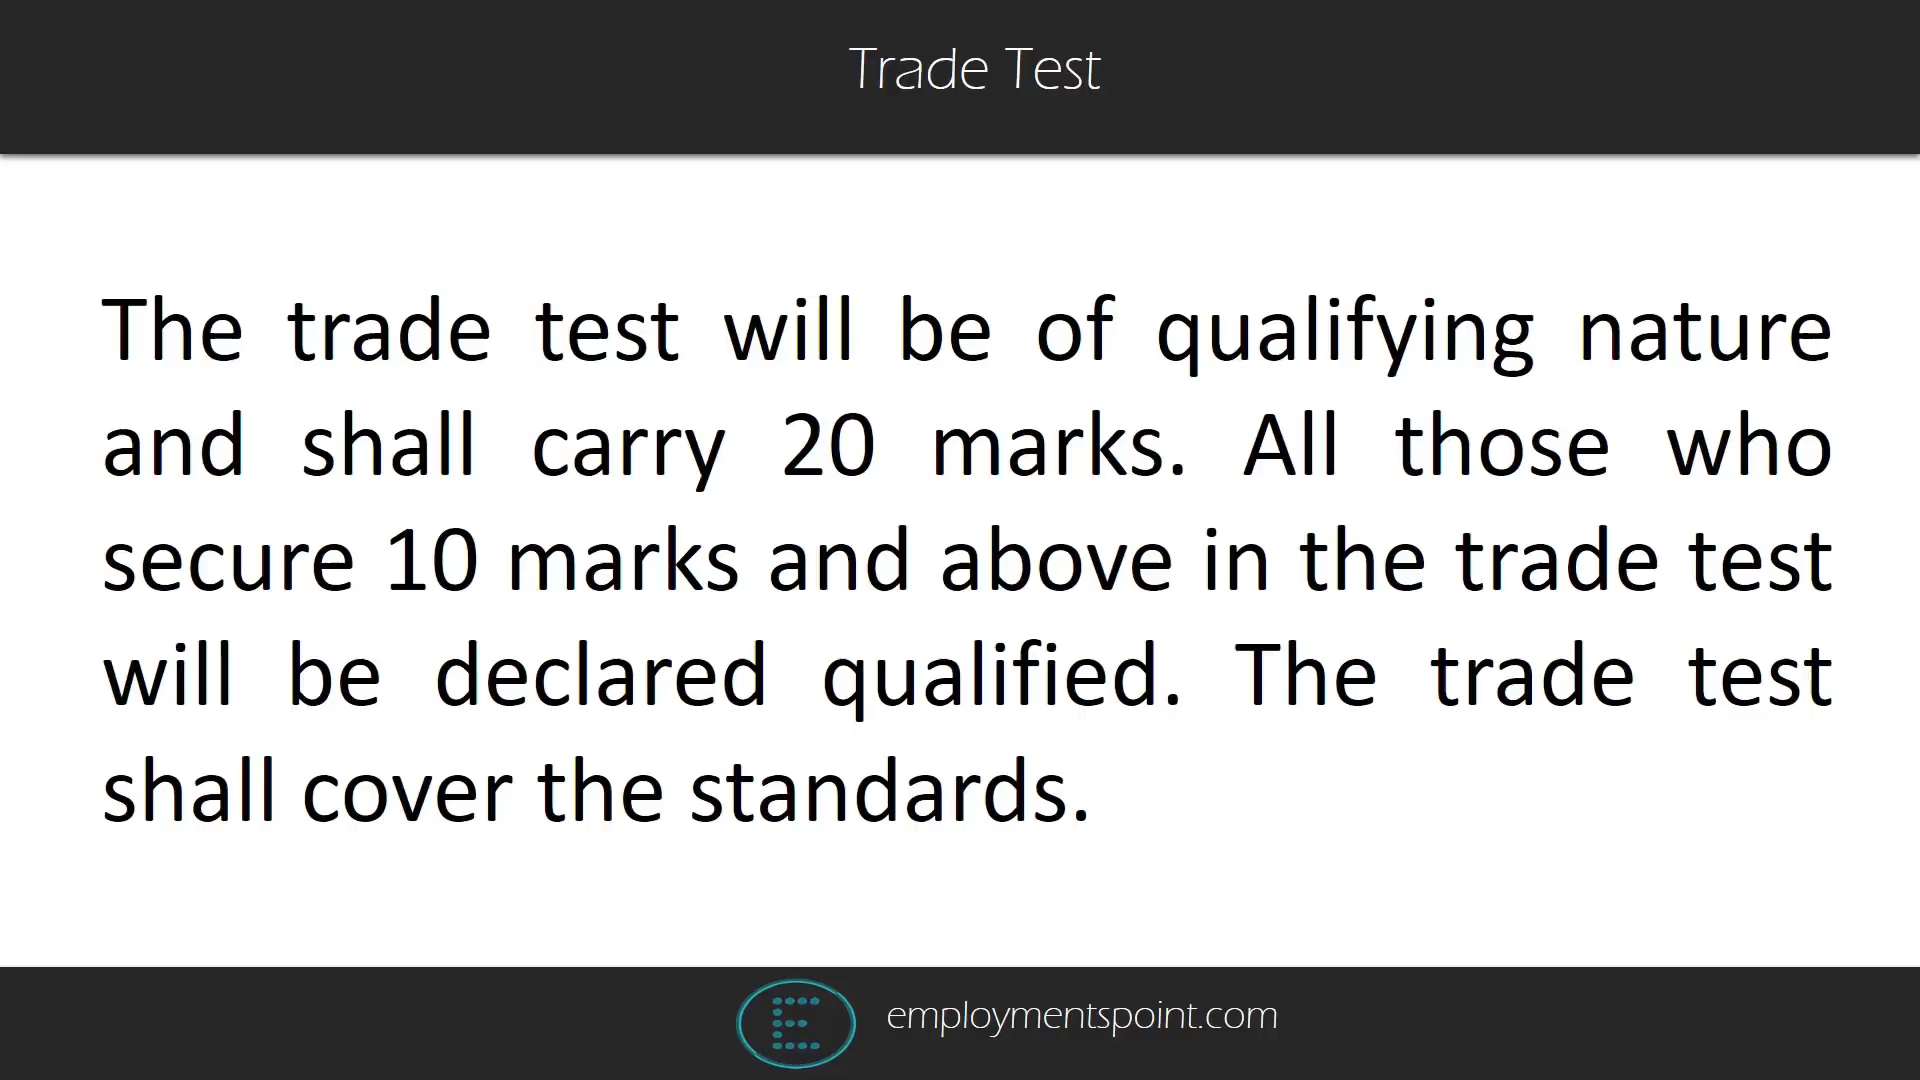 Trade Test
The trade test will be of qualifying nature
and shall carry 20 marks. All those who
secure 10 marks and above in the trade test
will be declared qualified. The trade test
shall cover the standards.
E
employmentspoint.com